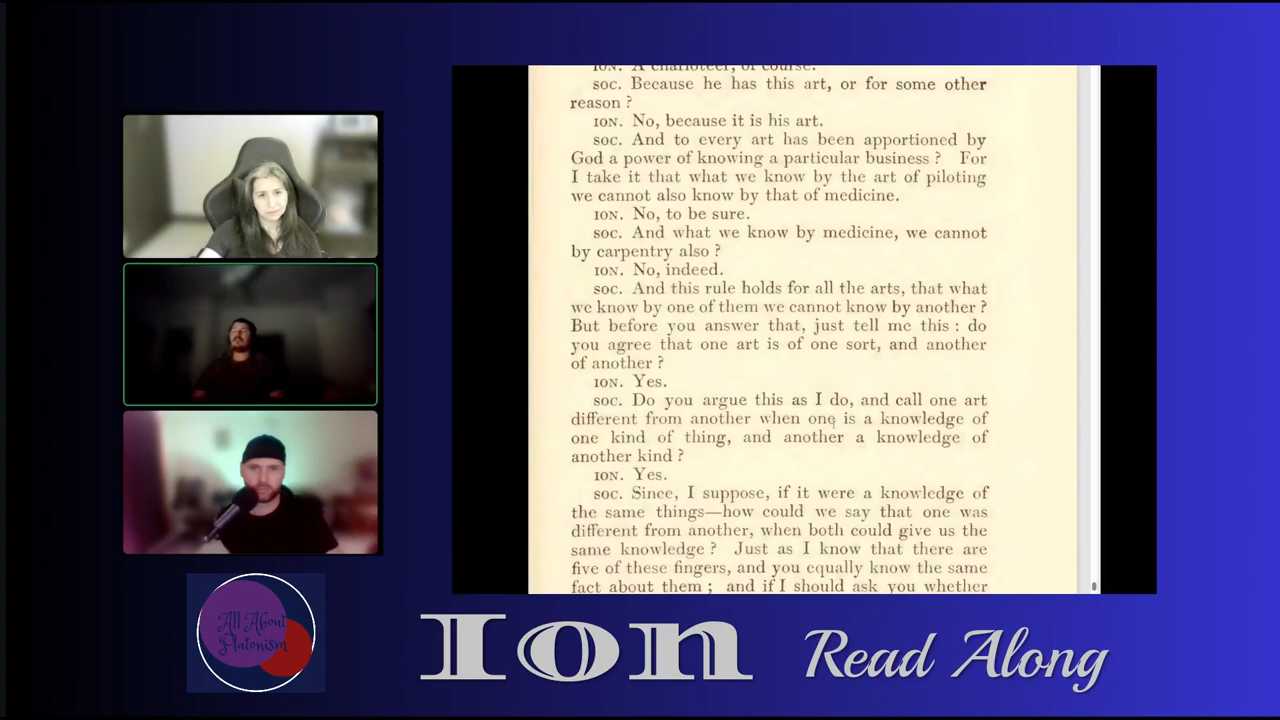 ION. A charioteer, of course.
SOC. Because he has this art, or for some other
reason ?
ION. No, because it is his art.
SOC. And to every art has been apportioned by
God a power of knowing a particular business ? For
I take it that what we know by the art of piloting
we cannot also know by that of medicine.
ION. No, to be sure.
SOC. And what we know by medicine, we cannot
by carpentry also ?
ION. No, indeed.
SOC. And this rule holds for all the arts, that what
we know by one of them we cannot know by another ?
But before you answer that, just tell me this : do
you agree that one art is of one sort, and another
of another ?
ION. Yes.
SOC. Do you argue this as I do, and call one art
different from another when one is a knowledge of
one kind of thing, and another a knowledge of
another kind ?
ION. Yes.
SOC. Since, I suppose, if it were a knowledge of
the same things—how could we say that one was
different from another, when both could give us the
same knowledge ? Just as I know that there are
five of these fingers, and you equally know the same
fact about them ; and if I should ask you whether
All About
Platonism
Ion Read Along